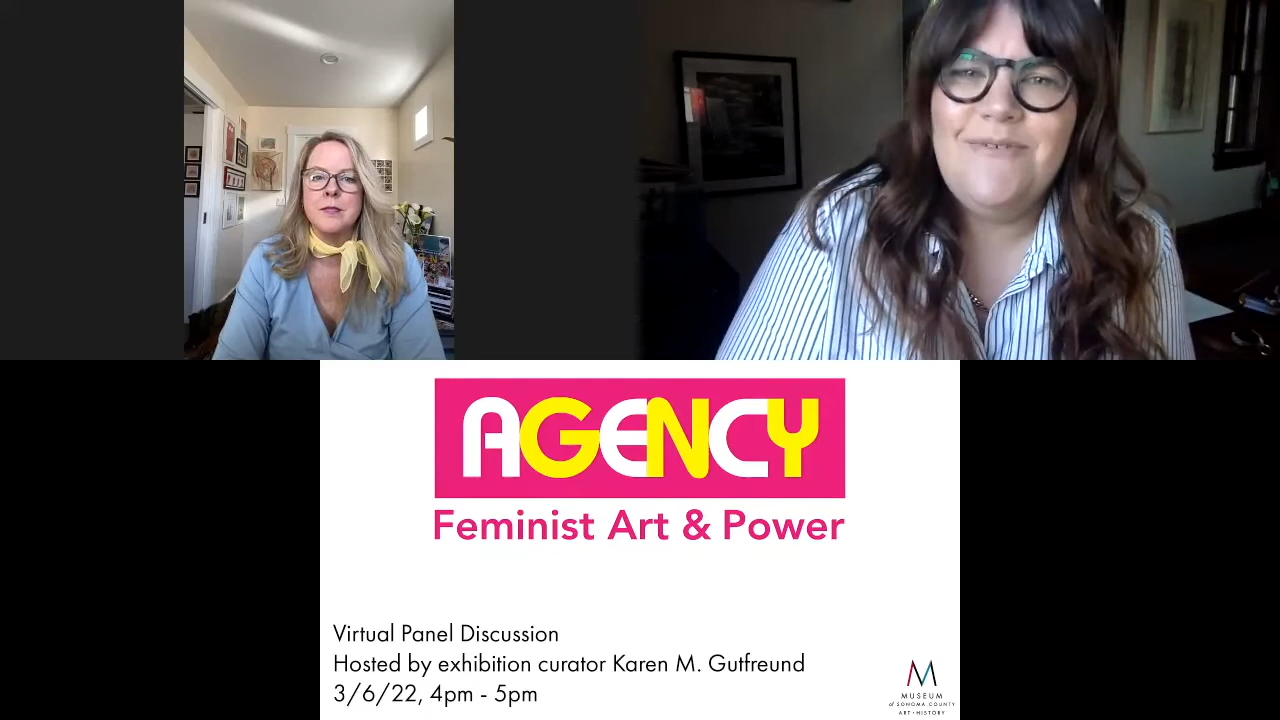 AGENCY
Feminist Art & Power
Virtual Panel Discussion
Hosted by exhibition curator Karen M. Gutfreund
3/6/22, 4pm - 5pm
M
MUSEUM
of SONOMA COUNTY
ART • HISTORY